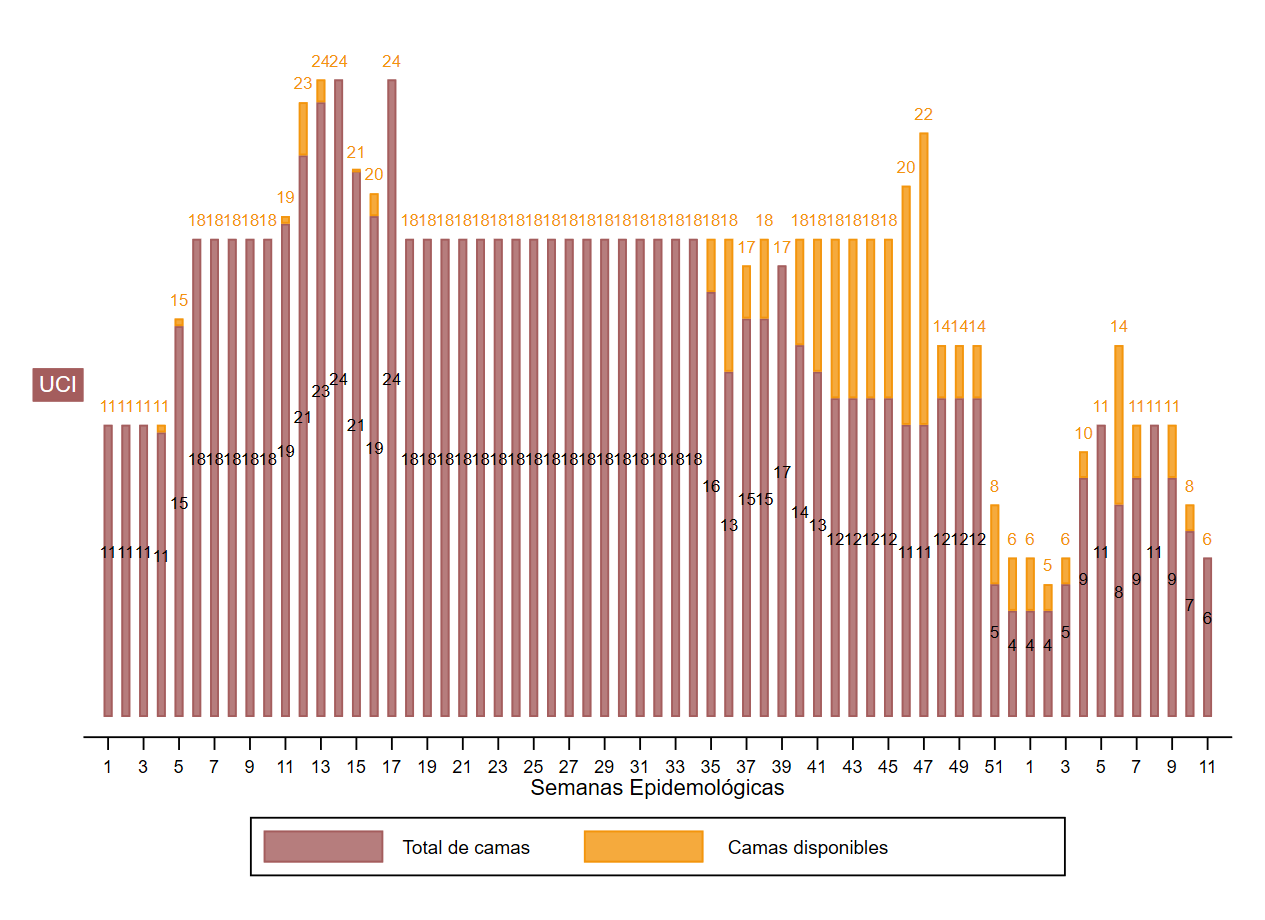 24 24 24
23
22
21
20
20
19
18 18 18 18 18 18 18 18 18 18 18 18 18 18 18 18 18 18 18 18 18 18 18 18 18 18 18 18 18 18 18
17 17
15
14 14 14 14
UCI
24 24
23
11 11 11 11 11 11 11 11
21
21
10
19
19
18 18 18 18 18 18 18 18 18 18 18 18 18 18 18 18 18 18 18 18 18 18
17
16 8 8
15 15
15
14
13 13
12 12 12 12 12 12 12 6 6 6 6
11 11 11 11 11 11 11
11
5
9 9 9
8
7
6
5 5
4 4 4
1 3 5 7 9 11 13 15 17 19 21 23 25 27 29 31 33 35 37 39 41 43 45 47 49 51 1 3 5 7 9 11
Semanas Epidemológicas
Total de camas Camas disponibles